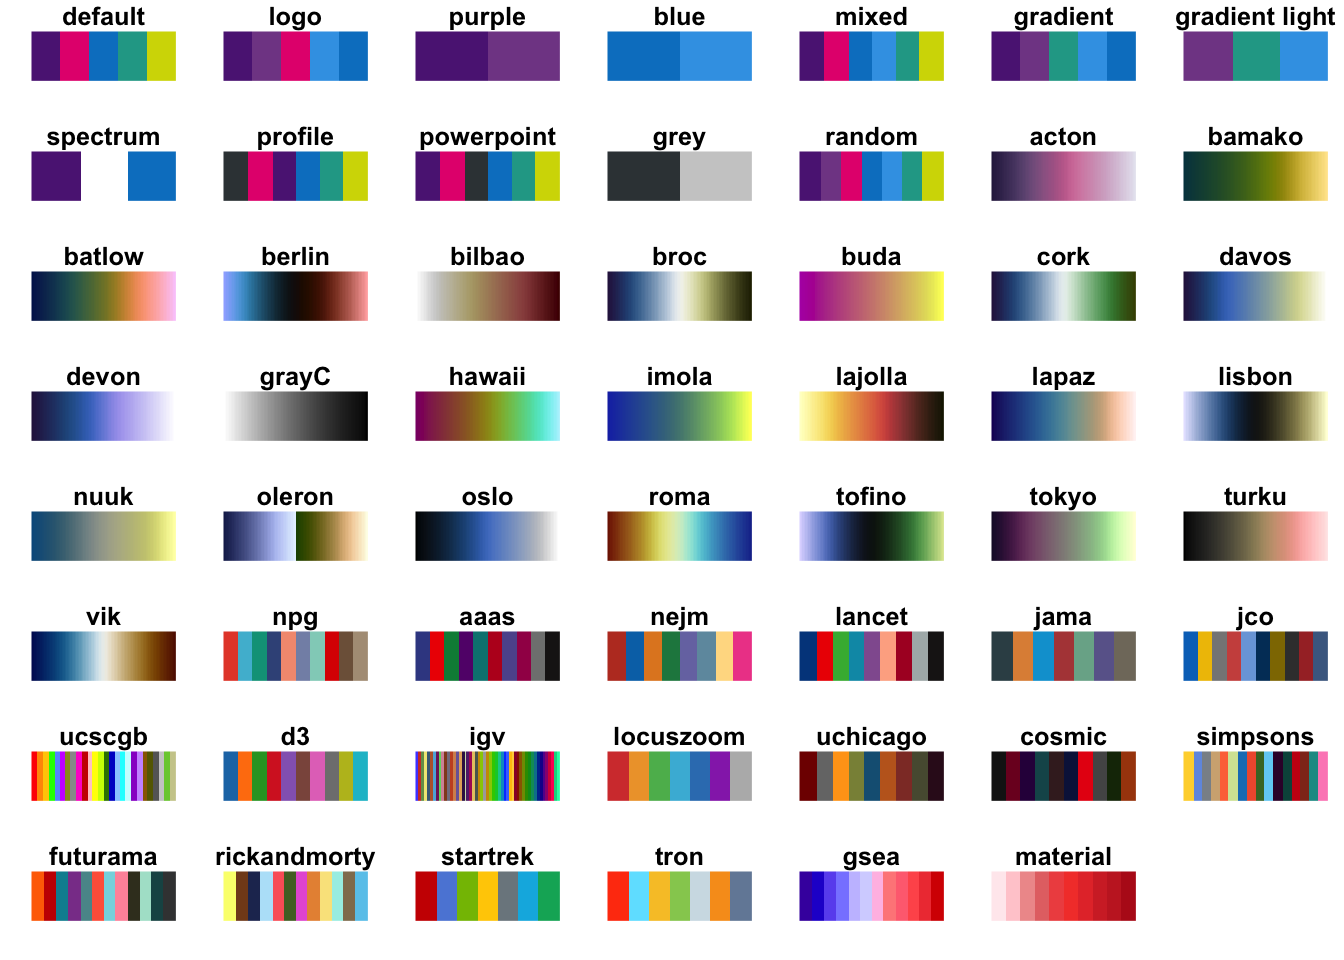 default logo purple blue mixed gradient gradient light
spectrum profile powerpoint grey random acton bamako
batlow berlin bilbao broc buda cork davos
devon grayC hawaii imola lajolla lapaz lisbon
nuuk oleron oslo roma tofino tokyo turku
vik npg aaas nejm lancet jama jco
ucscgb d3 igv locuszoom uchicago cosmic simpsons
futurama rickandmorty startrek tron gsea material